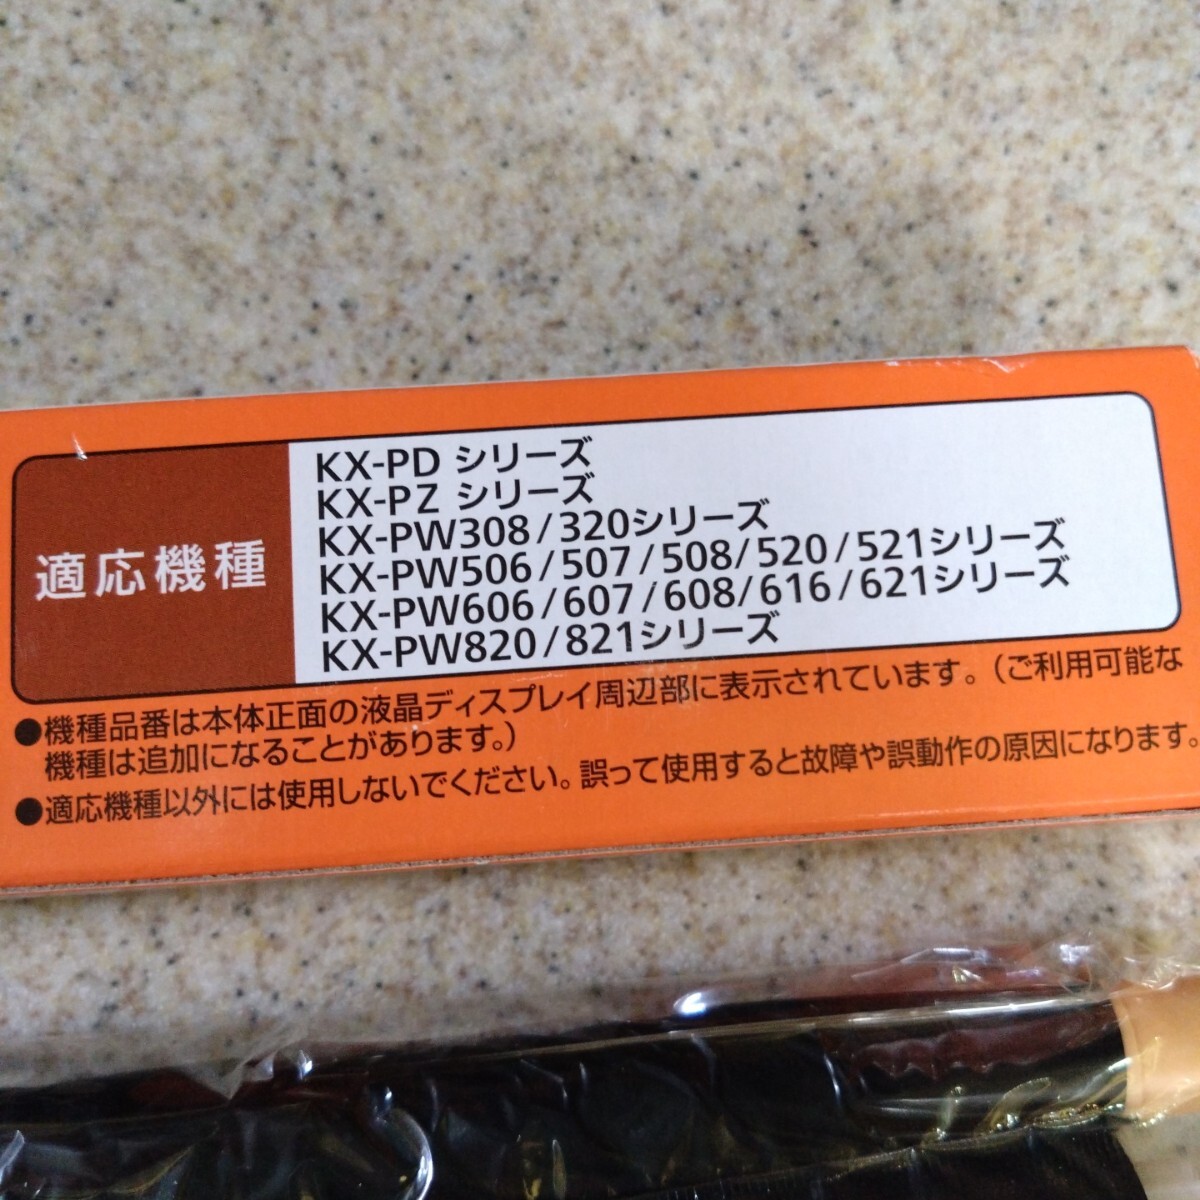 適応機種
KX-PD シリーズ
KX-PZ シリーズ
KX-PW308/320シリーズ
KX-PW506/507/508/520/521シリーズ
KX-PW606/607/608/616/621シリーズ
KX-PW820/821シリーズ
●機種品番は本体正面の液晶ディスプレイ周辺部に表示されています。(ご利用可能な
機種は追加になることがあります。)
●適応機種以外には使用しないでください。誤って使用すると故障や誤動作の原因になります。